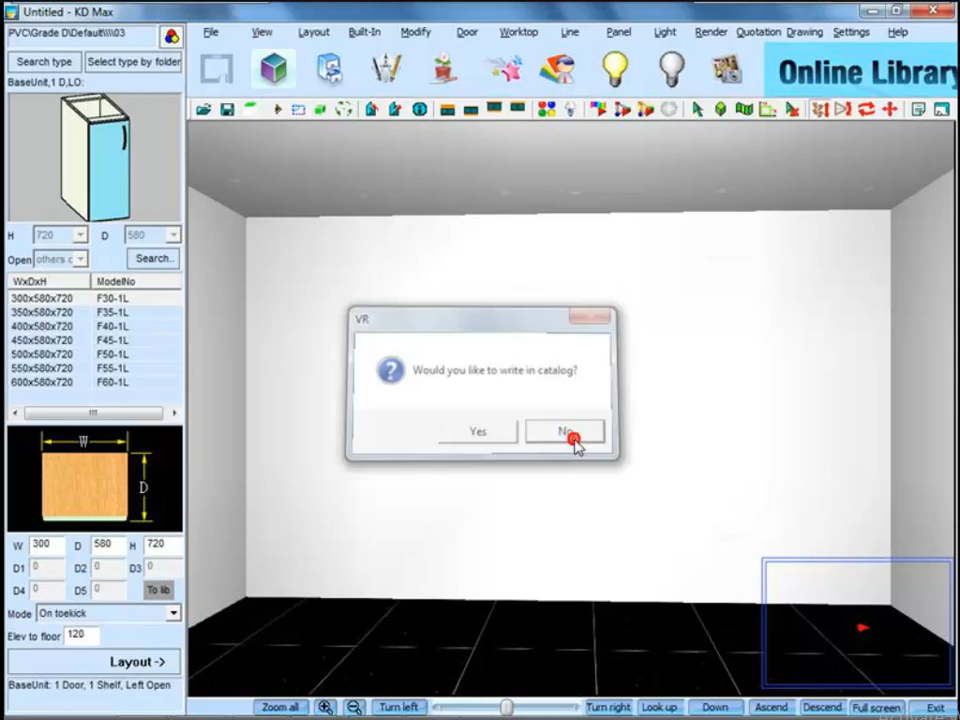 Untitled - KD Max
PVC\Grade D\Default\\\\03
File View Layout Built-In Modify Door Worktop Line Panel Light Render Quotation Drawing Settings Help
Search type Select type by folder
BaseUnit,1 D,LO:
Online Library
H 720 D 580
Open others c Search..
WxDxH ModelNo
300x580x720 F30-1L
350x580x720 F35-1L
400x580x720 F40-1L
450x580x720 F45-1L
500x580x720 F50-1L
550x580x720 F55-1L
600x580x720 F60-1L
VR
Would you like to write in catalog?
Yes No
W
D
W 300 D 580 H 720
D1 0 D2 0 D3 0
D4 0 D5 0 To lib
Mode On toekick
Elev to floor 120
Layout ->
BaseUnit: 1 Door, 1 Shelf, Left Open
Zoom all Turn left Turn right Look up Down Ascend Descend Full screen Exit